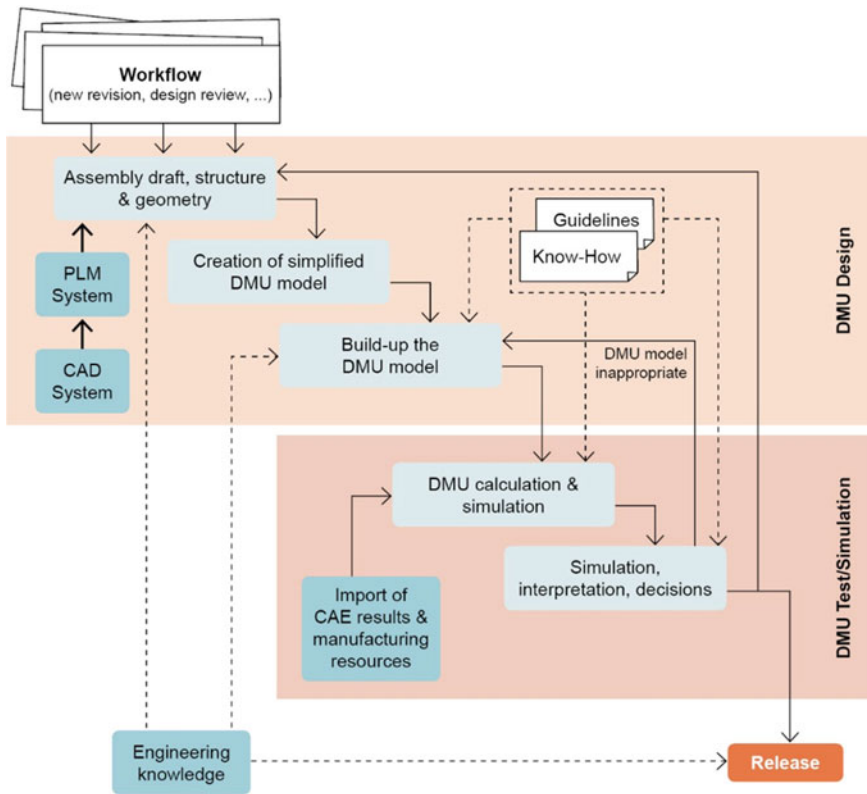 Workflow
(new revision, design review, ...)
Assembly draft, structure
& geometry
Guidelines
Know-How
PLM
System
Creation of simplified
DMU model
CAD
System
Build-up the
DMU model
DMU model
inappropriate
DMU Design
DMU calculation &
simulation
Simulation,
interpretation, decisions
Import of
CAE results &
manufacturing
resources
DMU Test/Simulation
Engineering
knowledge
Release